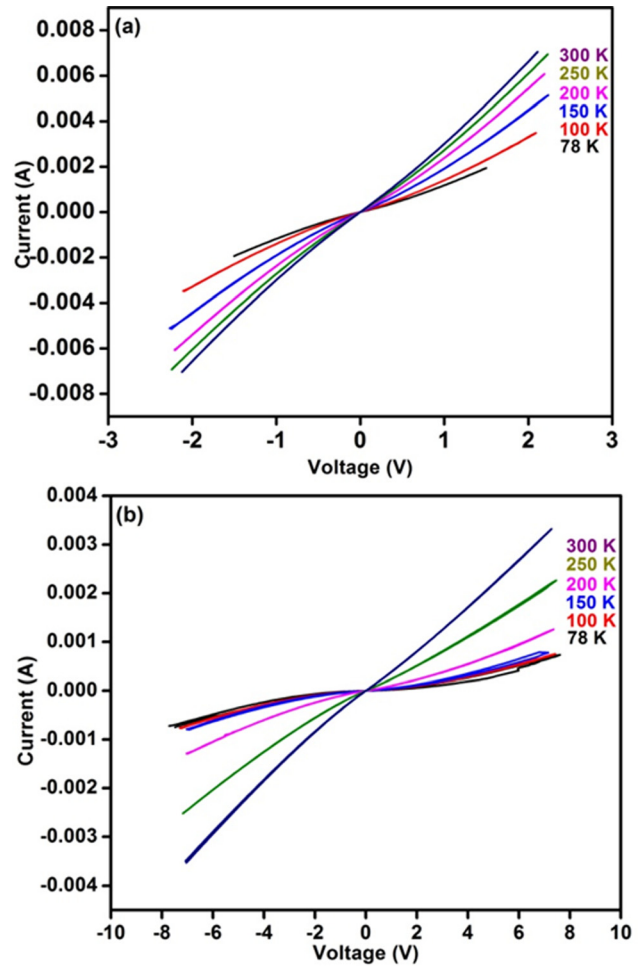 (a)
0.008
0.006
0.004
0.002
0.000
-0.002
-0.004
-0.006
-0.008
Current (A)
300 K
250 K
200 K
150 K
100 K
78 K
-3 -2 -1 0 1 2 3
Voltage (V)
(b)
0.004
0.003
0.002
0.001
0.000
-0.001
-0.002
-0.003
-0.004
Current (A)
300 K
250 K
200 K
150 K
100 K
78 K
-10 -8 -6 -4 -2 0 2 4 6 8 10
Voltage (V)